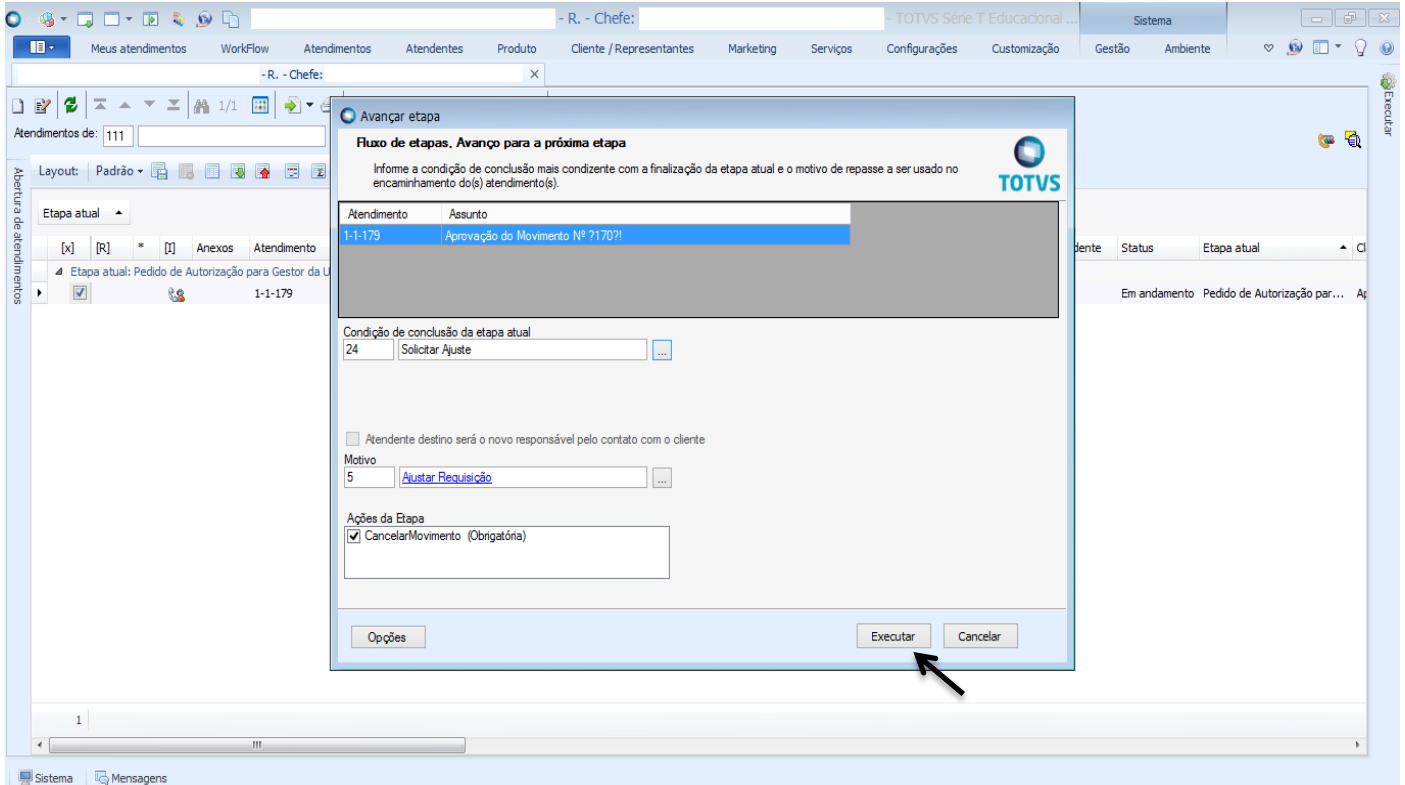 - R. - Chefe: - TOTVS Série T Educacional ...
Sistema
Meus atendimentos WorkFlow Atendimentos Atendentes Produto Cliente / Representantes Marketing Serviços Configurações Customização Gestão Ambiente
- R. - Chefe:
1/1
Executar
Atendimentos de: 111
Abertura de atendimentos
Layout: Padrão
Etapa atual
[x] [R] * [I] Anexos Atendimento
dente Status Etapa atual Cl
Etapa atual: Pedido de Autorização para Gestor da U
1-1-179
Em andamento Pedido de Autorização par...
Avançar etapa
Fluxo de etapas, Avanço para a próxima etapa
Informe a condição de conclusão mais condizente com a finalização da etapa atual e o motivo de repasse a ser usado no
encaminhamento do(s) atendimento(s).
TOTVS
Atendimento Assunto
1-1-179 Aprovação do Movimento Nº ?170?!
Condição de conclusão da etapa atual
24 Solicitar Ajuste ...
Atendente destino será o novo responsável pelo contato com o cliente
Motivo
5 Ajustar Requisição ...
Ações da Etapa
CancelarMovimento (Obrigatória)
Opções Executar Cancelar
1
Sistema Mensagens